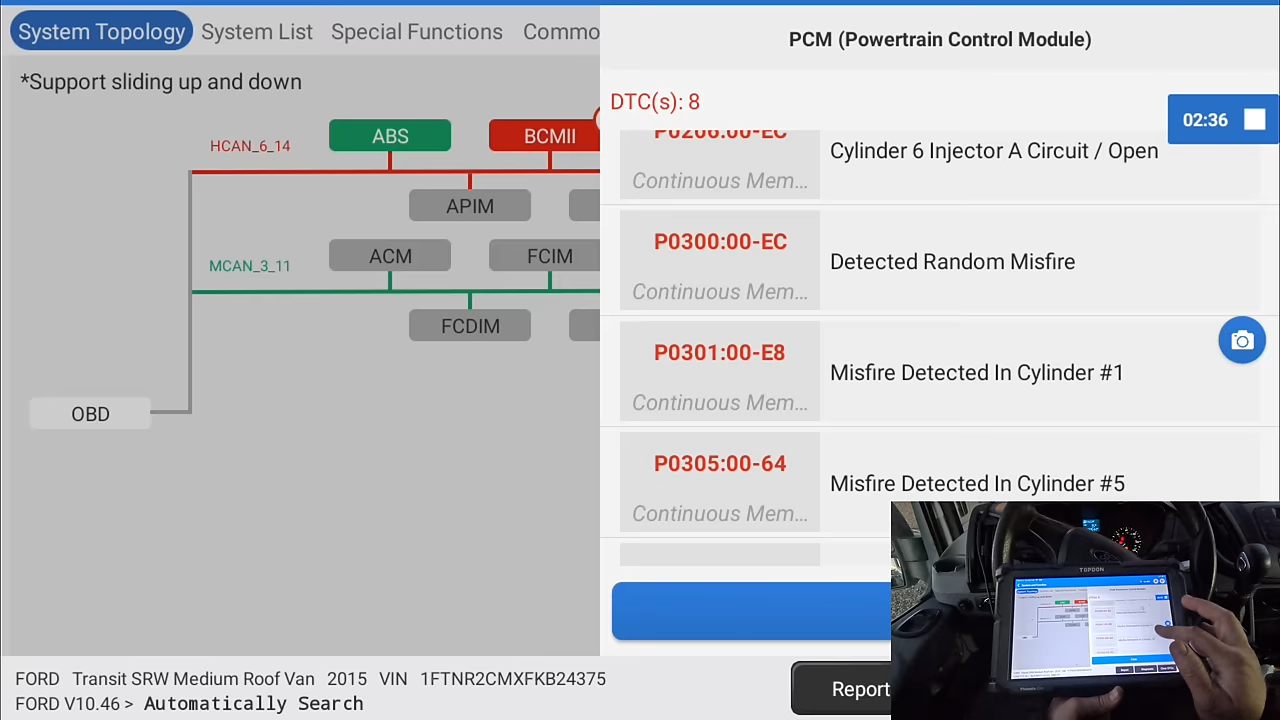 System Topology System List Special Functions Commo
PCM (Powertrain Control Module)
*Support sliding up and down
DTC(s): 8
02:36
HCAN_6_14
ABS
BCMII
APIM
MCAN_3_11
ACM
FCIM
FCDIM
OBD
P0206:00-EC
Cylinder 6 Injector A Circuit / Open
Continuous Mem...
P0300:00-EC
Detected Random Misfire
Continuous Mem...
P0301:00-E8
Misfire Detected In Cylinder #1
Continuous Mem...
P0305:00-64
Misfire Detected In Cylinder #5
Continuous Mem...
FORD Transit SRW Medium Roof Van 2015 VIN 1FTNR2CMXFKB24375
FORD V10.46 > Automatically Search
Report
TOPDON